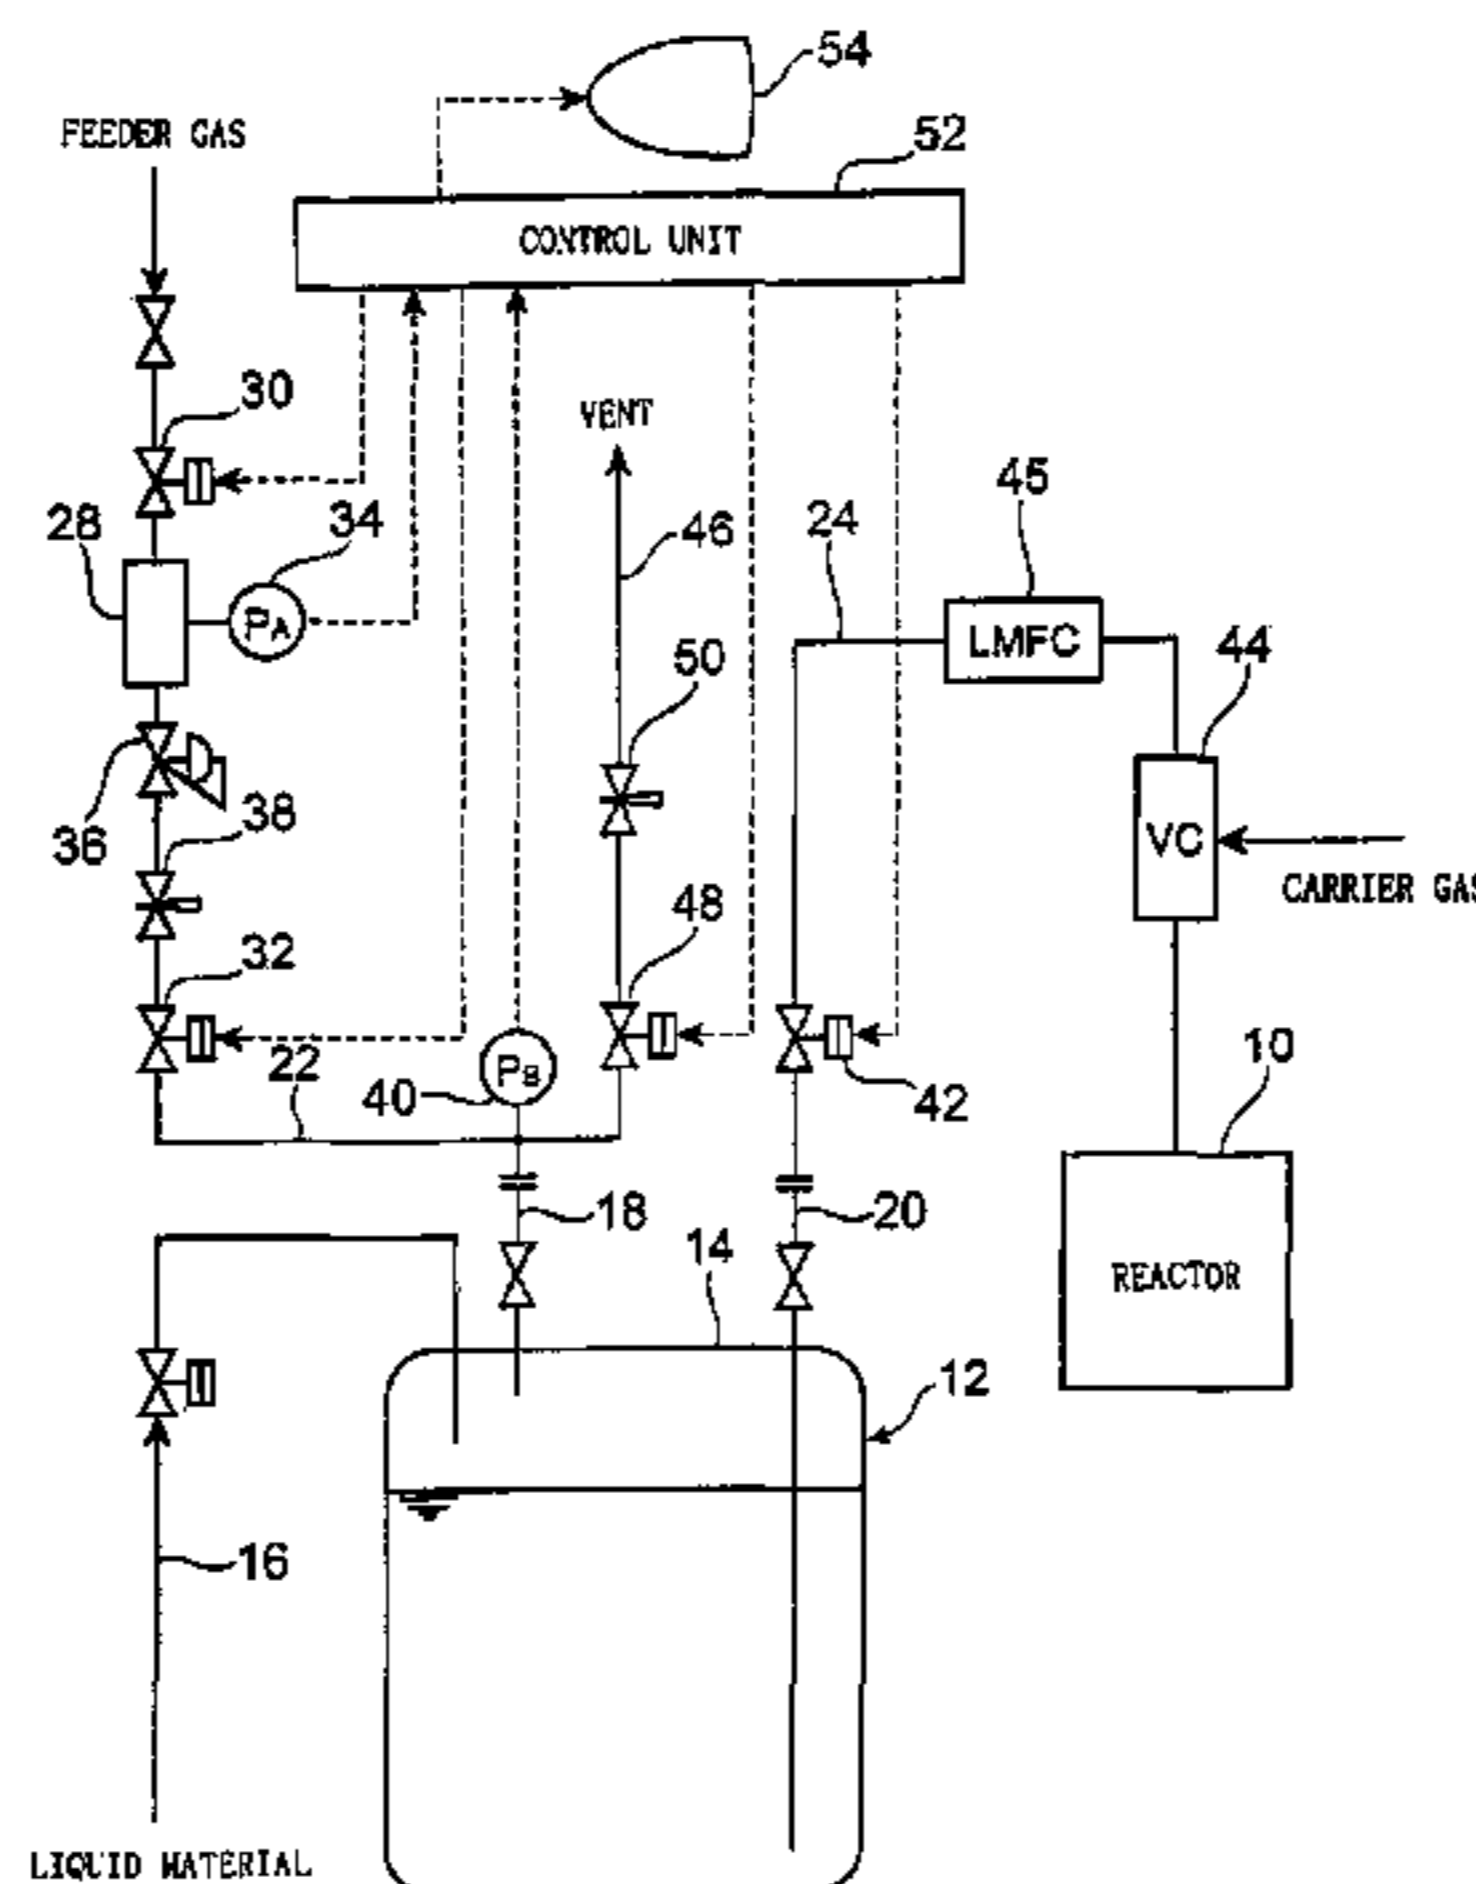 54
FEEDER GAS
52
CONTROL UNIT
30
VENT
45
28
34
46
24
PA
LMFC
50
44
36
38
VC
CARRIER GAS
48
32
22
PB
10
40
42
18
20
14
REACTOR
12
16
LIQUID MATERIAL